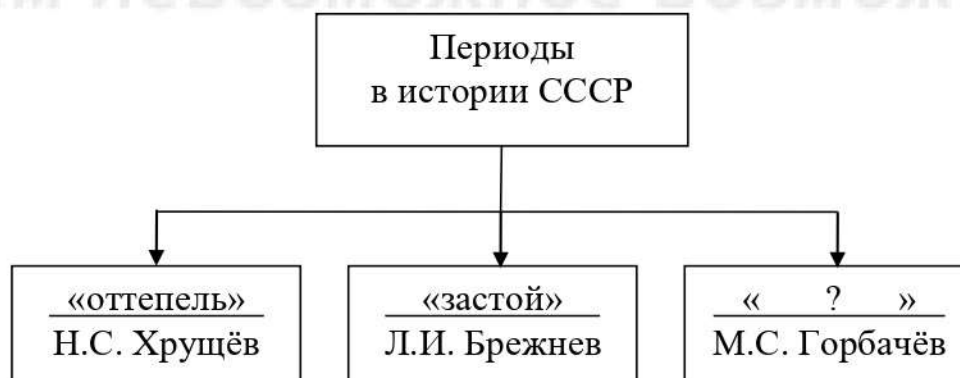 Периоды
в истории СССР
«оттепель»
Н.С. Хрущёв
«застой»
Л.И. Брежнев
« ? »
М.С. Горбачёв